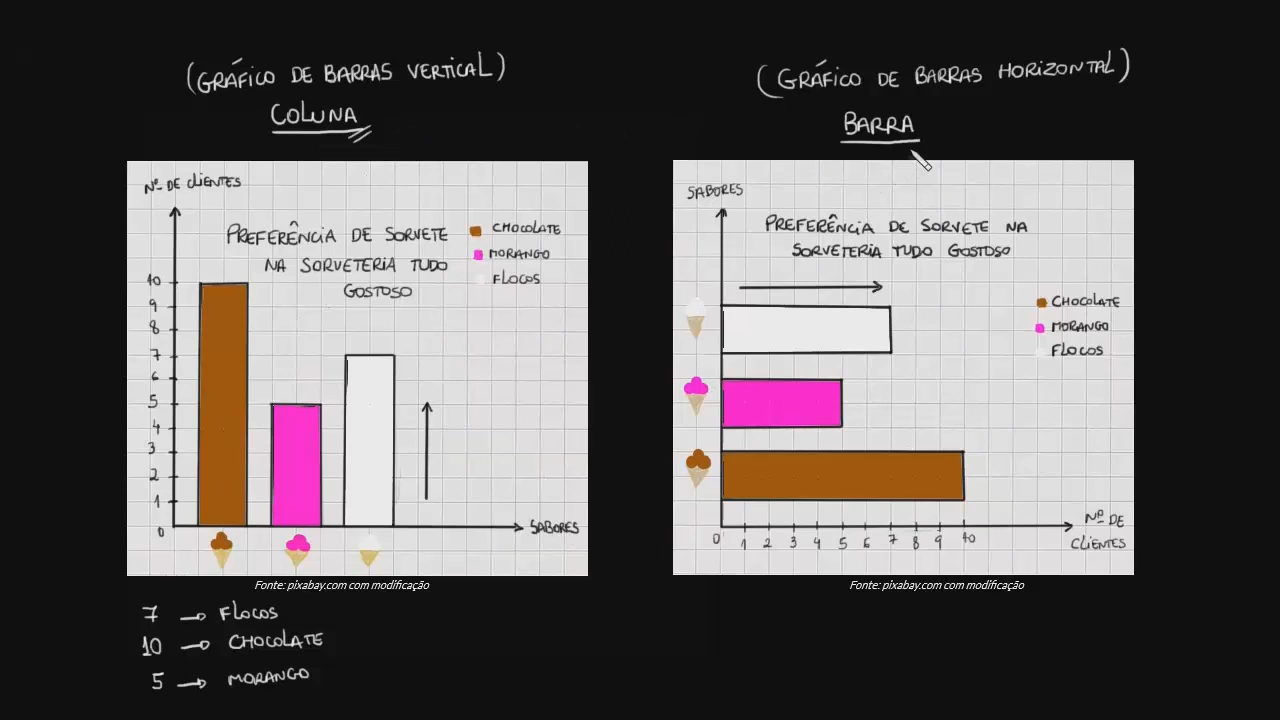 (GRÁFICO DE BARRAS VERTICAL)
COLUNA
Nº DE CLIENTES
PREFERÊNCIA DE SORVETE
NA SORVETERIA TUDO
GOSTOSO
CHOCOLATE
MORANGO
FLOCOS
10
9
8
7
6
5
4
3
2
1
0
SABORES
Fonte: pixabay.com com modificação
7 → FLOCOS
10 → CHOCOLATE
5 → MORANGO
(GRÁFICO DE BARRAS HORIZONTAL)
BARRA
SABORES
PREFERÊNCIA DE SORVETE NA
SORVETERIA TUDO GOSTOSO
CHOCOLATE
MORANGO
FLOCOS
0 1 2 3 4 5 6 7 8 9 10
Nº DE
CLIENTES
Fonte: pixabay.com com modificação